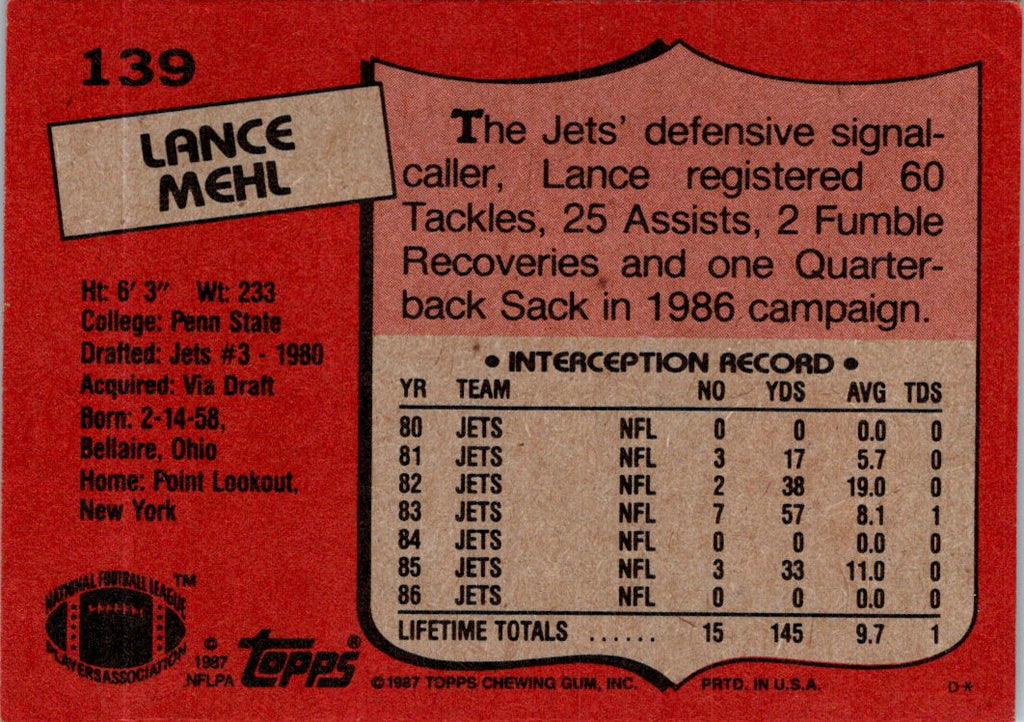 139
LANCE
MEHL
The Jets' defensive signal-
caller, Lance registered 60
Tackles, 25 Assists, 2 Fumble
Recoveries and one Quarter-
back Sack in 1986 campaign.
Ht: 6' 3" Wt: 233
College: Penn State
Drafted: Jets #3 - 1980
Acquired: Via Draft
Born: 2-14-58,
Bellaire, Ohio
Home: Point Lookout,
New York
• INTERCEPTION RECORD •
YR TEAM NO YDS AVG TDS
80 JETS NFL 0 0 0.0 0
81 JETS NFL 3 17 5.7 0
82 JETS NFL 2 38 19.0 0
83 JETS NFL 7 57 8.1 1
84 JETS NFL 0 0 0.0 0
85 JETS NFL 3 33 11.0 0
86 JETS NFL 0 0 0.0 0
LIFETIME TOTALS ...... 15 145 9.7 1
NATIONAL FOOTBALL LEAGUE ™
PLAYERS ASSOCIATION
©
1987
NFLPA
topps®
©1987 TOPPS CHEWING GUM, INC. PRTD. IN U.S.A. D*